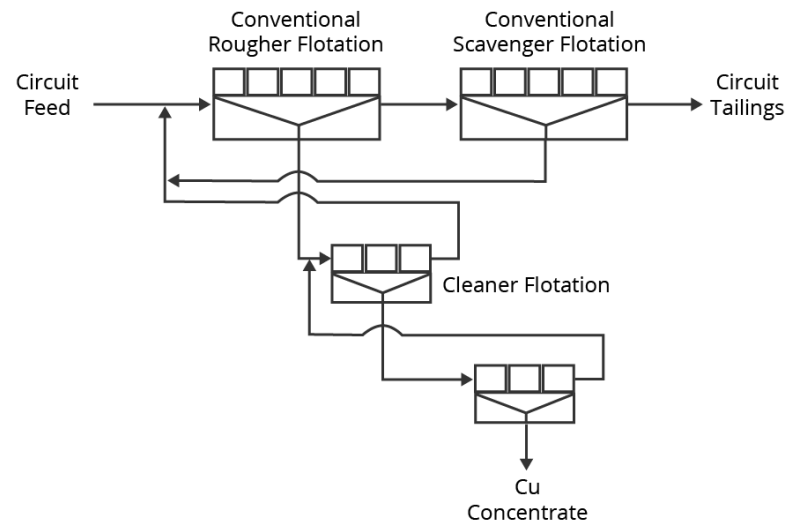 Conventional
Rougher Flotation
Conventional
Scavenger Flotation
Circuit
Feed
Circuit
Tailings
Cleaner Flotation
Cu
Concentrate